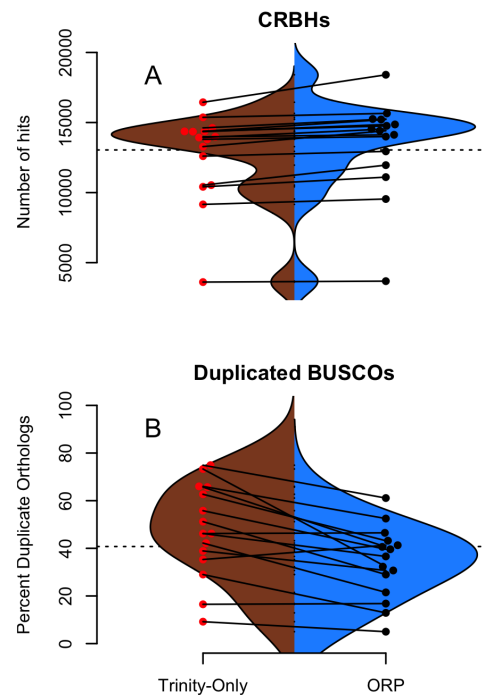 CRBHs
A
Number of hits
20000
15000
10000
5000
Duplicated BUSCOs
B
Percent Duplicate Orthologs
100
80
60
40
20
0
Trinity-Only
ORP